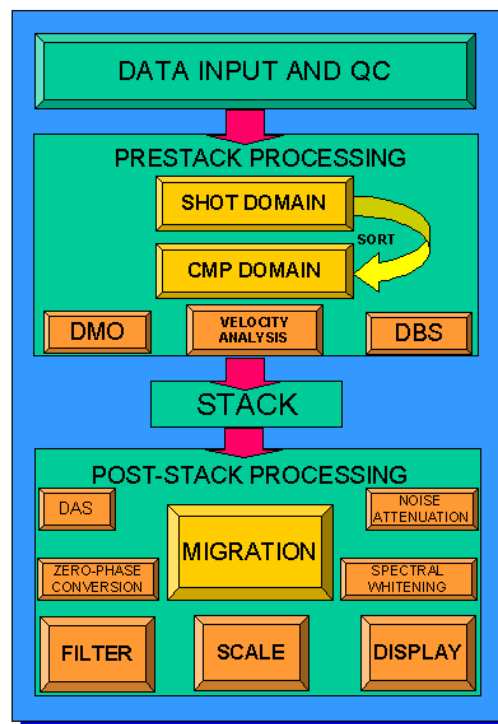 DATA INPUT AND QC
PRESTACK PROCESSING
SHOT DOMAIN
SORT
CMP DOMAIN
DMO
VELOCITY
ANALYSIS
DBS
STACK
POST-STACK PROCESSING
DAS
NOISE
ATTENUATION
MIGRATION
ZERO-PHASE
CONVERSION
SPECTRAL
WHITENING
FILTER
SCALE
DISPLAY